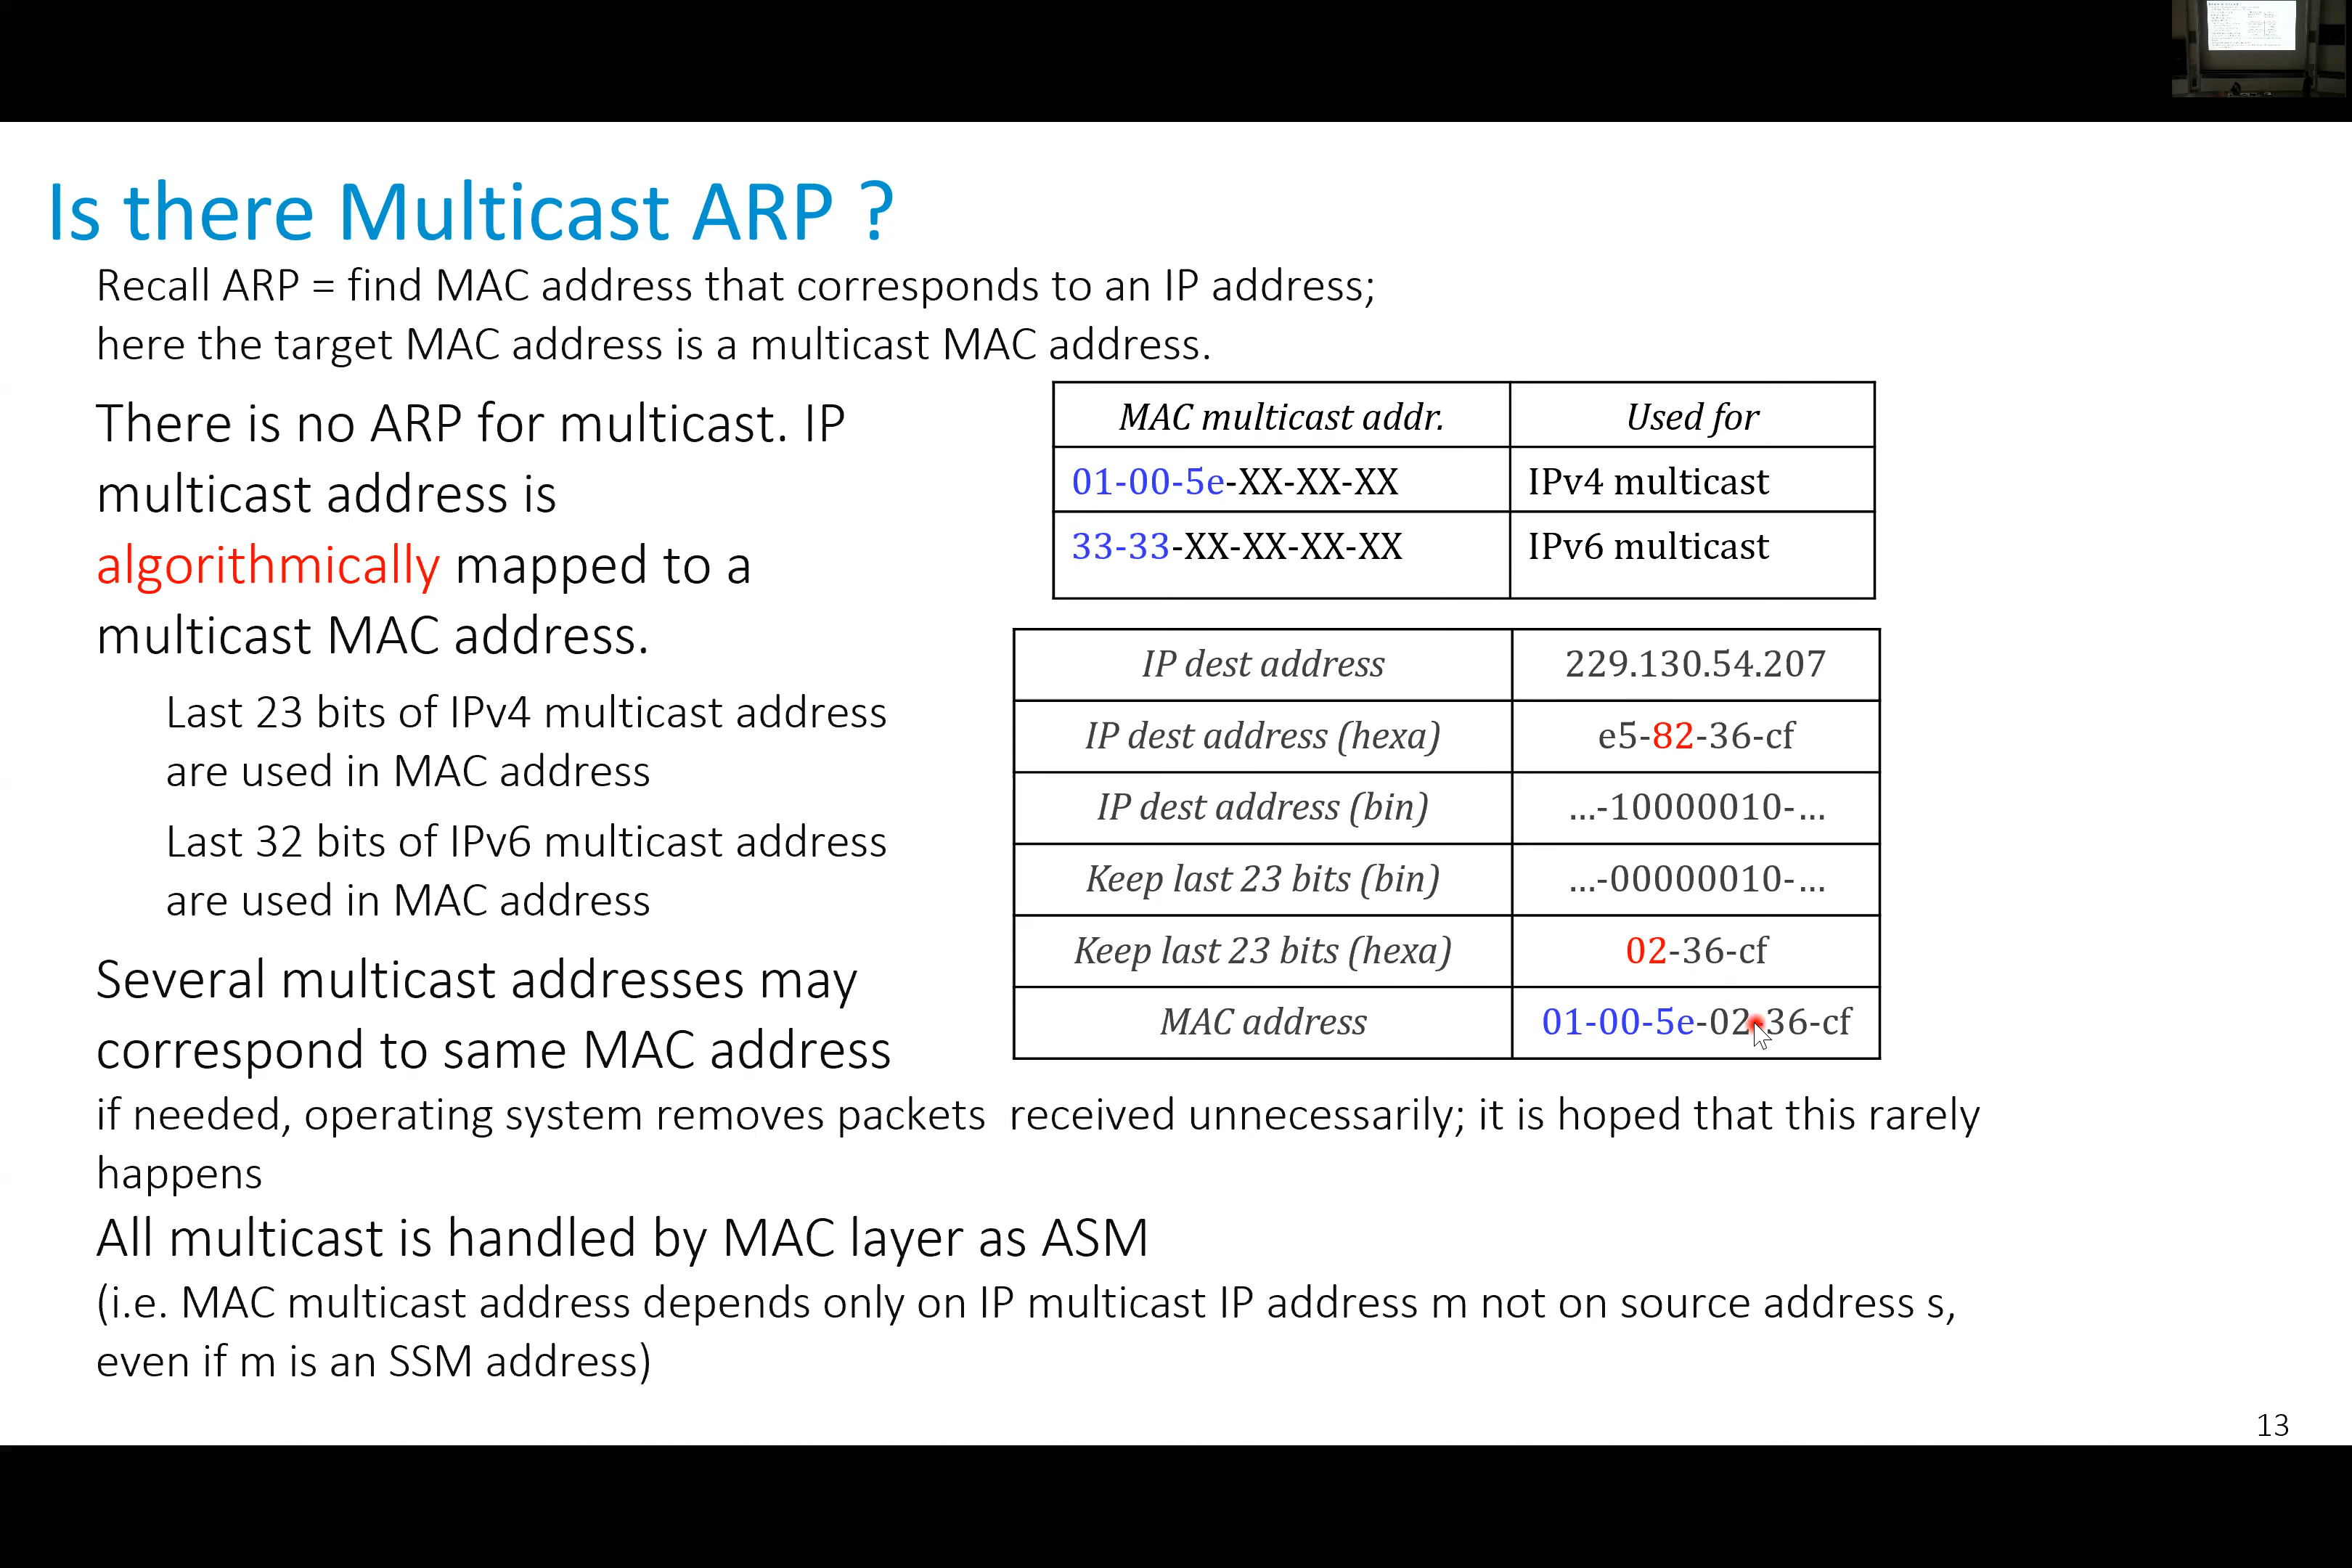 Is there Multicast ARP ?
Recall ARP = find MAC address that corresponds to an IP address;
here the target MAC address is a multicast MAC address.
There is no ARP for multicast. IP
multicast address is
algorithmically mapped to a
multicast MAC address.
Last 23 bits of IPv4 multicast address
are used in MAC address
Last 32 bits of IPv6 multicast address
are used in MAC address
Several multicast addresses may
correspond to same MAC address
MAC multicast addr. Used for
01-00-5e-XX-XX-XX IPv4 multicast
33-33-XX-XX-XX-XX IPv6 multicast
IP dest address 229.130.54.207
IP dest address (hexa) e5-82-36-cf
IP dest address (bin) ...-10000010-...
Keep last 23 bits (bin) ...-00000010-...
Keep last 23 bits (hexa) 02-36-cf
MAC address 01-00-5e-02-36-cf
if needed, operating system removes packets received unnecessarily; it is hoped that this rarely
happens
All multicast is handled by MAC layer as ASM
(i.e. MAC multicast address depends only on IP multicast IP address m not on source address s,
even if m is an SSM address)
13